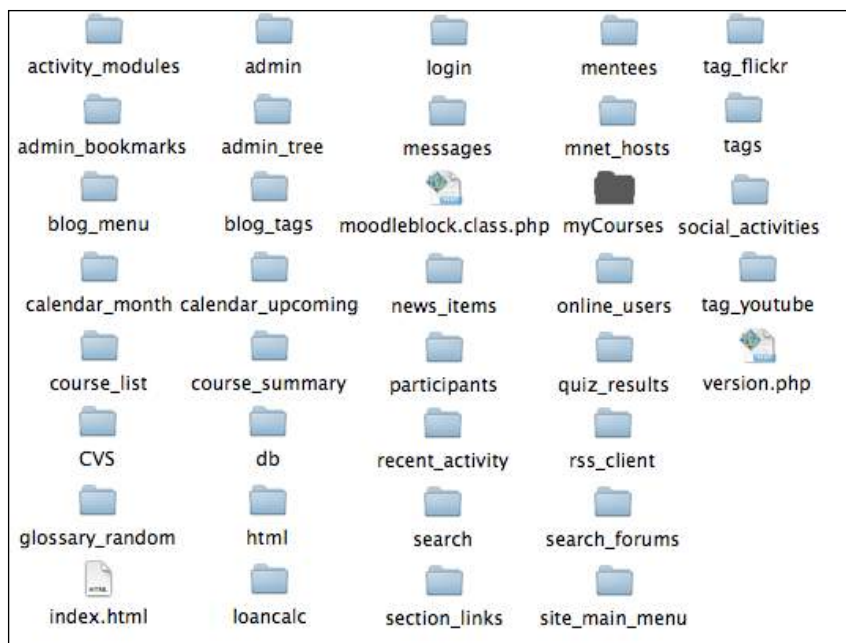 activity_modules admin login mentees tag_flickr
admin_bookmarks admin_tree messages mnet_hosts tags
blog_menu blog_tags moodleblock.class.php myCourses social_activities
calendar_month calendar_upcoming news_items online_users tag_youtube
course_list course_summary participants quiz_results version.php
CVS db recent_activity rss_client
glossary_random html search search_forums
HTML
index.html loancalc section_links site_main_menu